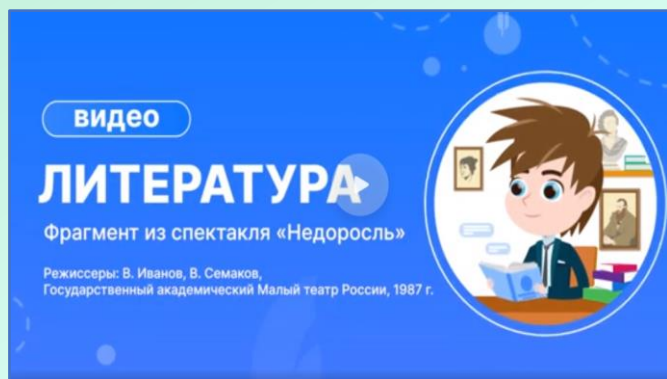 видео
ЛИТЕРАТУРА
Фрагмент из спектакля «Недоросль»
Режиссеры: В. Иванов, В. Семаков,
Государственный академический Малый театр России, 1987 г.